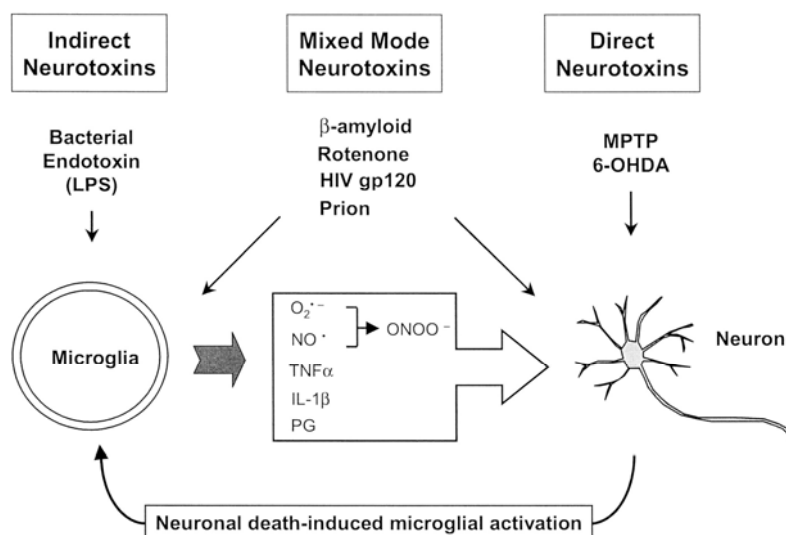 Indirect
Neurotoxins
Mixed Mode
Neurotoxins
Direct
Neurotoxins
Bacterial
Endotoxin
(LPS)
β-amyloid
Rotenone
HIV gp120
Prion
MPTP
6-OHDA
Microglia
O₂•⁻
NO•
ONOO⁻
TNFα
IL-1β
PG
Neuron
Neuronal death-induced microglial activation